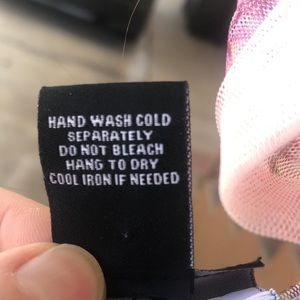 HAND WASH COLD
SEPARATELY
DO NOT BLEACH
HANG TO DRY
COOL IRON IF NEEDED